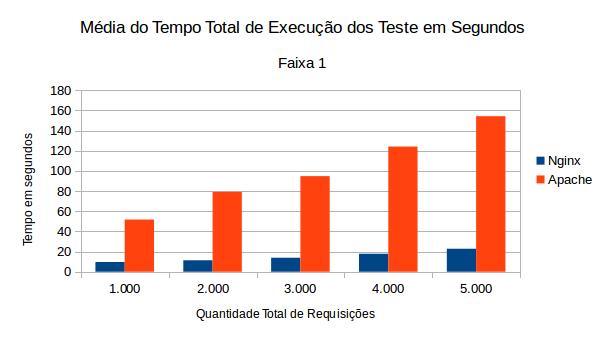 Média do Tempo Total de Execução dos Teste em Segundos
Faixa 1
Tempo em segundos
180
160
140
120
100
80
60
40
20
0
1.000 2.000 3.000 4.000 5.000
Quantidade Total de Requisições
Nginx
Apache